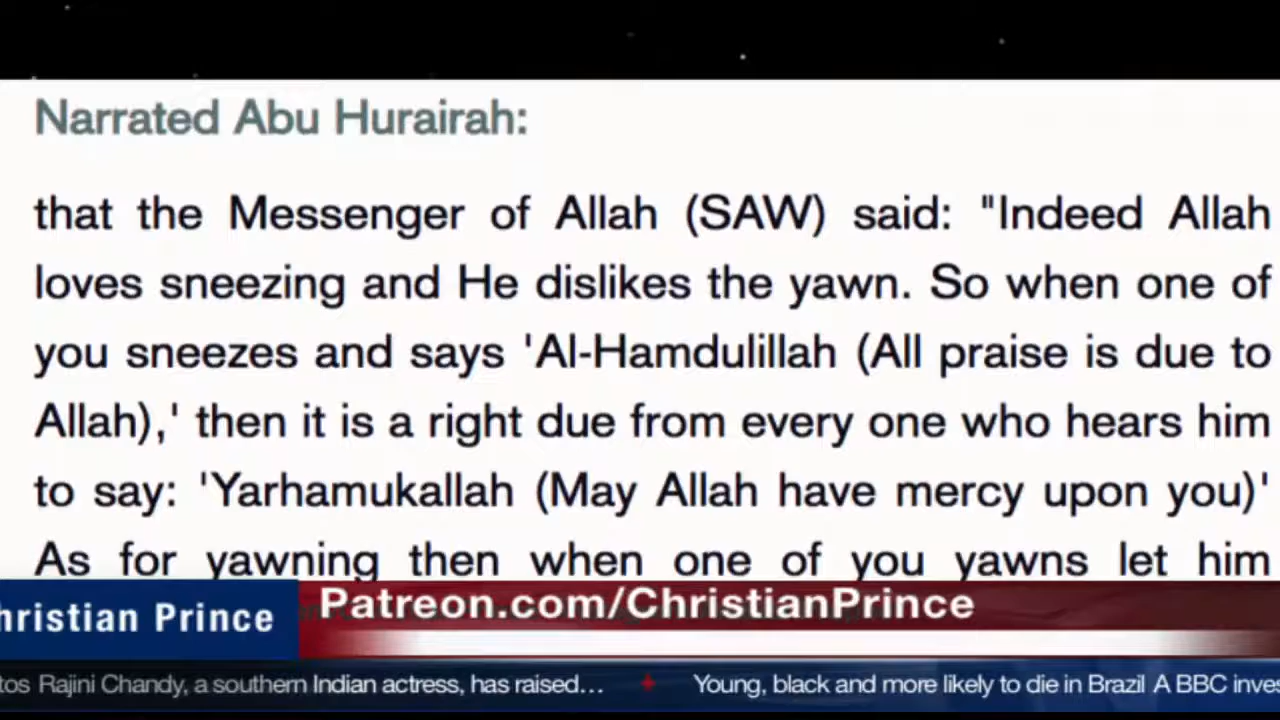 Narrated Abu Hurairah:
that the Messenger of Allah (SAW) said: "Indeed Allah
loves sneezing and He dislikes the yawn. So when one of
you sneezes and says 'Al-Hamdulillah (All praise is due to
Allah),' then it is a right due from every one who hears him
to say: 'Yarhamukallah (May Allah have mercy upon you)'
As for yawning then when one of you yawns let him
hristian Prince
Patreon.com/ChristianPrince
tos Rajini Chandy, a southern Indian actress, has raised... Young, black and more likely to die in Brazil A BBC inves